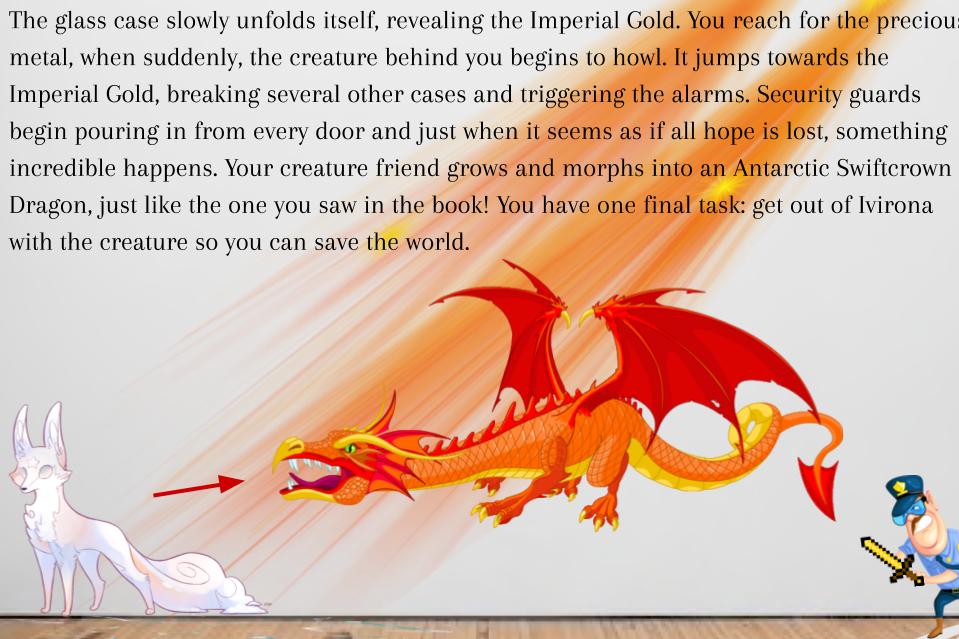 The glass case slowly unfolds itself, revealing the Imperial Gold. You reach for the precious
metal, when suddenly, the creature behind you begins to howl. It jumps towards the
Imperial Gold, breaking several other cases and triggering the alarms. Security guards
begin pouring in from every door and just when it seems as if all hope is lost, something
incredible happens. Your creature friend grows and morphs into an Antarctic Swiftcrown
Dragon, just like the one you saw in the book! You have one final task: get out of Ivirona
with the creature so you can save the world.